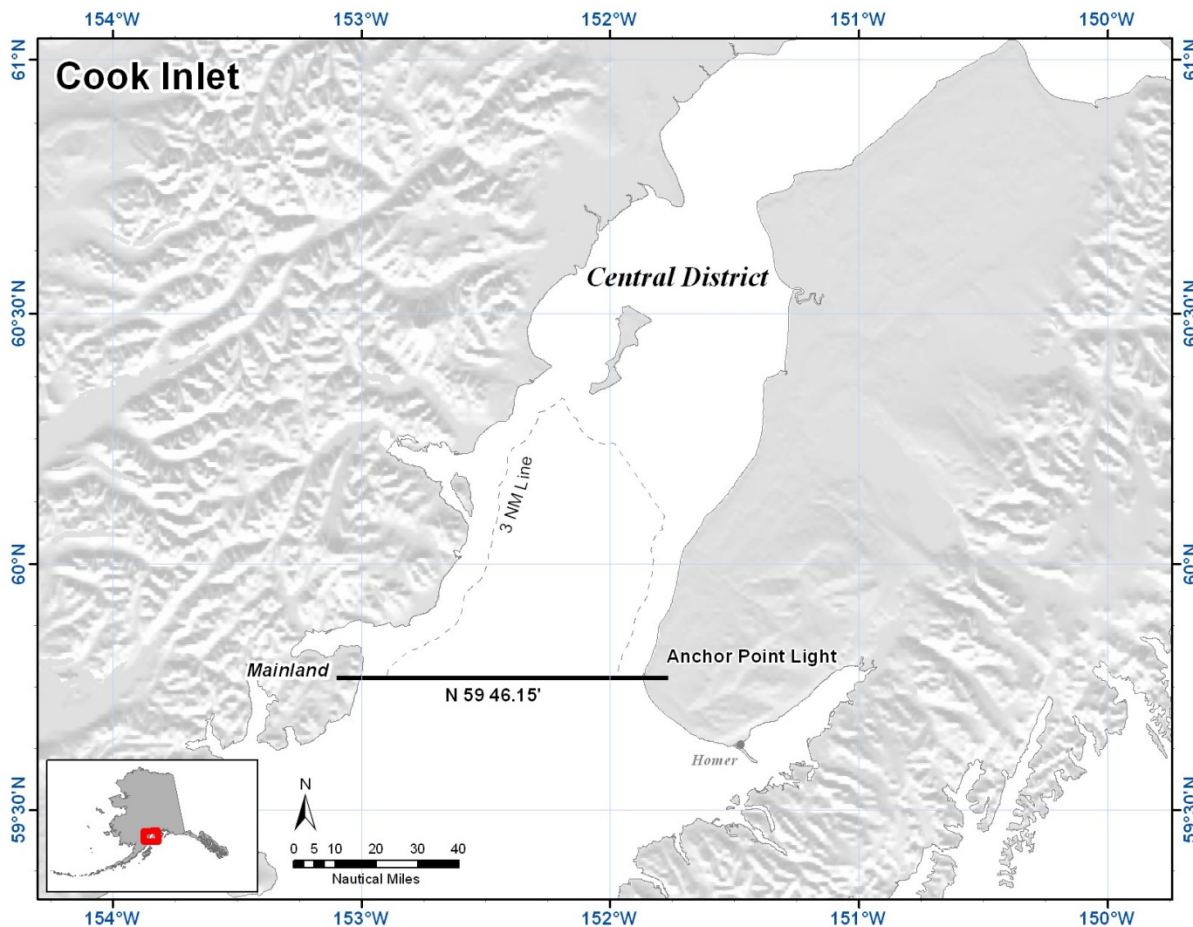 154°W 153°W 152°W 151°W 150°W
61°N 61°N
Cook Inlet
Central District
60°30'N 60°30'N
3 NM Line
60°N 60°N
Mainland
Anchor Point Light
N 59 46.15'
Homer
59°30'N 59°30'N
N
0 5 10 20 30 40
Nautical Miles
154°W 153°W 152°W 151°W 150°W